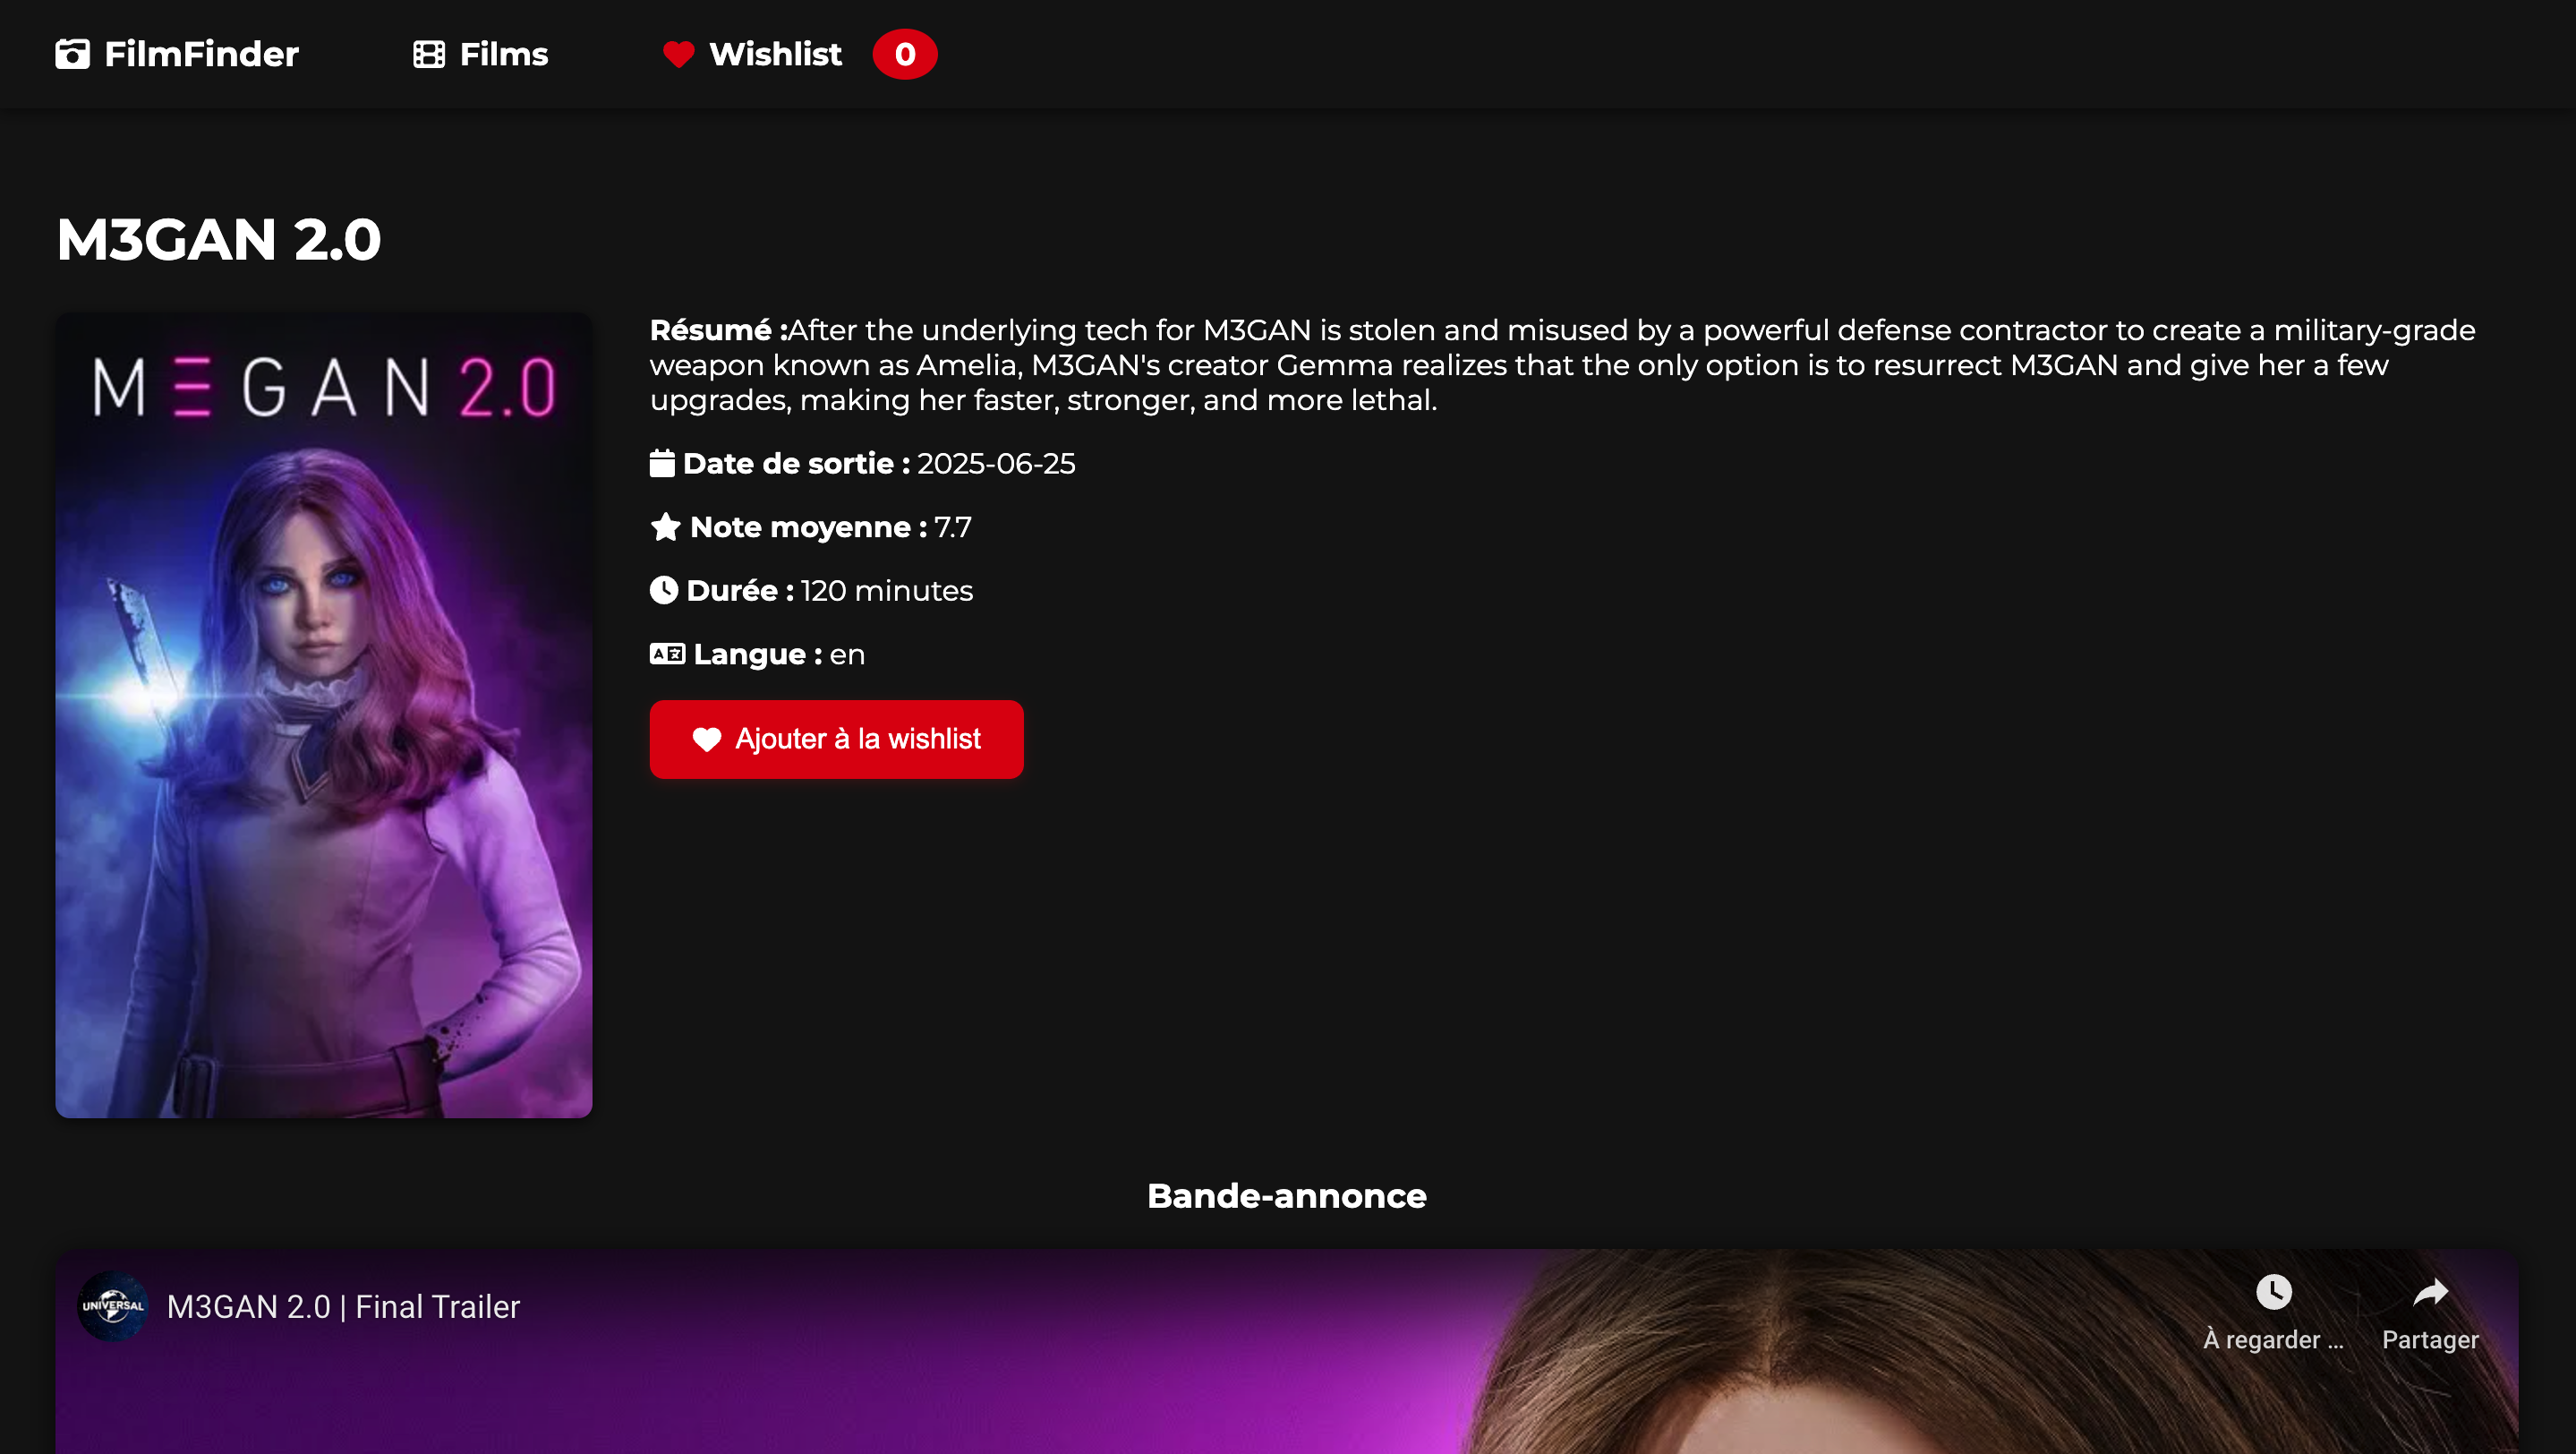 FilmFinder
Films
Wishlist
0
M3GAN 2.0
MΞGAN 2.0
Résumé :After the underlying tech for M3GAN is stolen and misused by a powerful defense contractor to create a military-grade
weapon known as Amelia, M3GAN's creator Gemma realizes that the only option is to resurrect M3GAN and give her a few
upgrades, making her faster, stronger, and more lethal.
Date de sortie : 2025-06-25
Note moyenne : 7.7
Durée : 120 minutes
Langue : en
Ajouter à la wishlist
Bande-annonce
UNIVERSAL
M3GAN 2.0 | Final Trailer
À regarder ...
Partager